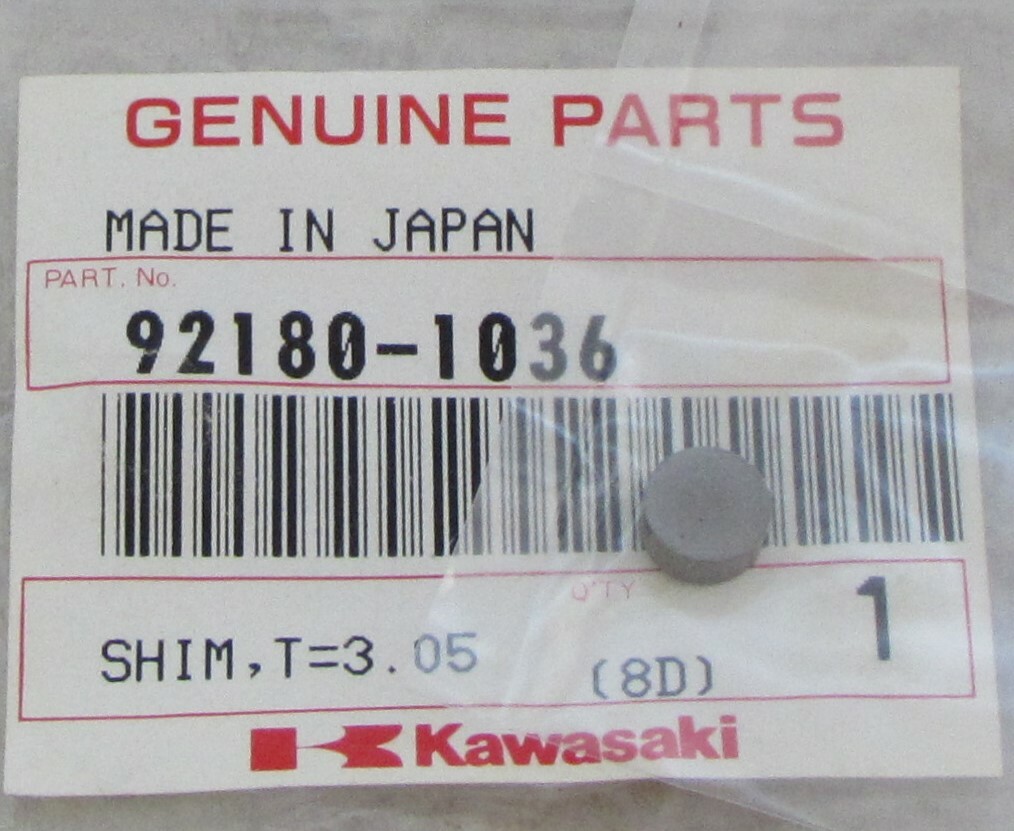 GENUINE PARTS
MADE IN JAPAN
PART. No.
92180-1036
Q'TY
1
SHIM,T=3.05
(8D)
Kawasaki